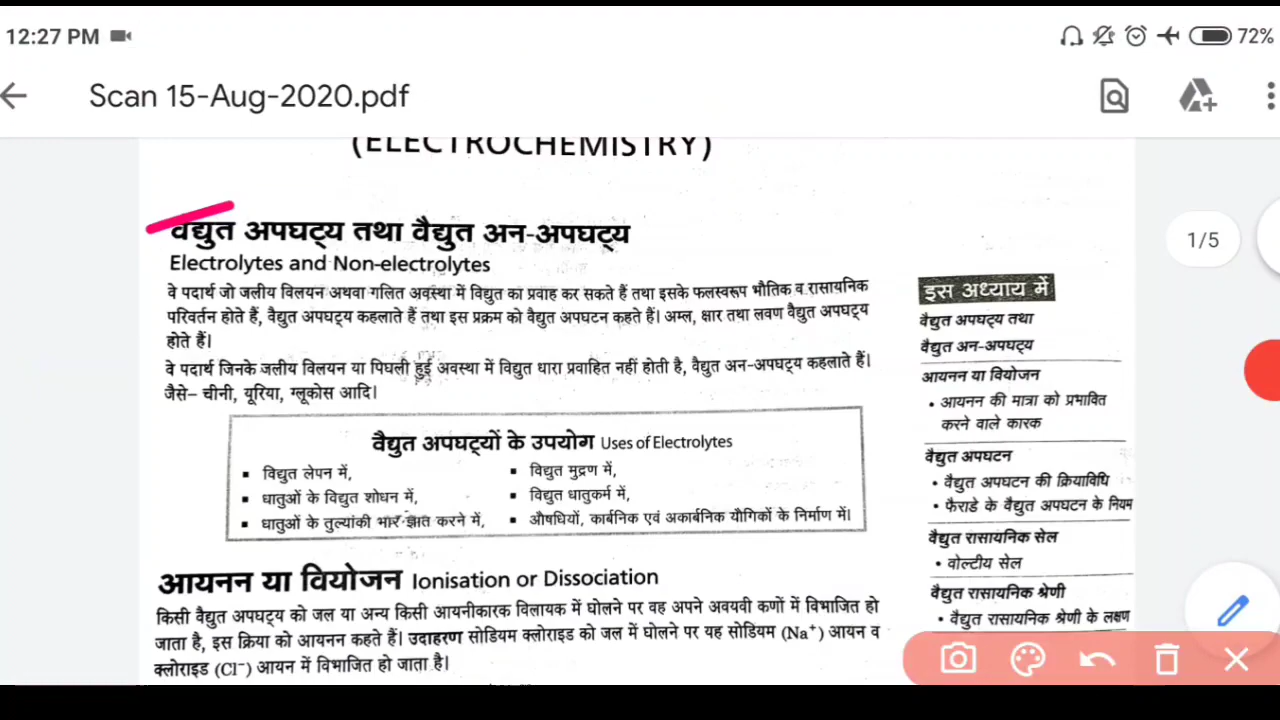 12:27 PM 72%
Scan 15-Aug-2020.pdf
(ELECTROCHEMISTRY)
1/5
वैद्युत अपघट्य तथा वैद्युत अन-अपघट्य
Electrolytes and Non-electrolytes
वे पदार्थ जो जलीय विलयन अथवा गलित अवस्था में विद्युत का प्रवाह कर सकते हैं तथा इसके फलस्वरूप भौतिक व रासायनिक
परिवर्तन होते हैं, वैद्युत अपघट्य कहलाते हैं तथा इस प्रक्रम को वैद्युत अपघटन कहते हैं। अम्ल, क्षार तथा लवण वैद्युत अपघट्य
होते हैं।
वे पदार्थ जिनके जलीय विलयन या पिघली हुई अवस्था में विद्युत धारा प्रवाहित नहीं होती है, वैद्युत अन-अपघट्य कहलाते हैं।
जैसे– चीनी, यूरिया, ग्लूकोस आदि।
वैद्युत अपघट्यों के उपयोग Uses of Electrolytes
▪ विद्युत लेपन में,
▪ धातुओं के विद्युत शोधन में,
▪ धातुओं के तुल्यांकी भार ज्ञात करने में,
▪ विद्युत मुद्रण में,
▪ विद्युत धातुकर्म में,
▪ औषधियों, कार्बनिक एवं अकार्बनिक यौगिकों के निर्माण में।
आयनन या वियोजन Ionisation or Dissociation
किसी वैद्युत अपघट्य को जल या अन्य किसी आयनीकारक विलायक में घोलने पर वह अपने अवयवी कणों में विभाजित हो
जाता है, इस क्रिया को आयनन कहते हैं। उदाहरण सोडियम क्लोराइड को जल में घोलने पर यह सोडियम (Na⁺) आयन व
क्लोराइड (Cl⁻) आयन में विभाजित हो जाता है।
इस अध्याय में
वैद्युत अपघट्य तथा
वैद्युत अन-अपघट्य
आयनन या वियोजन
• आयनन की मात्रा को प्रभावित
करने वाले कारक
वैद्युत अपघटन
• वैद्युत अपघटन की क्रियाविधि
• फैराडे के वैद्युत अपघटन के नियम
वैद्युत रासायनिक सेल
• वोल्टीय सेल
वैद्युत रासायनिक श्रेणी
• वैद्युत रासायनिक श्रेणी के लक्षण